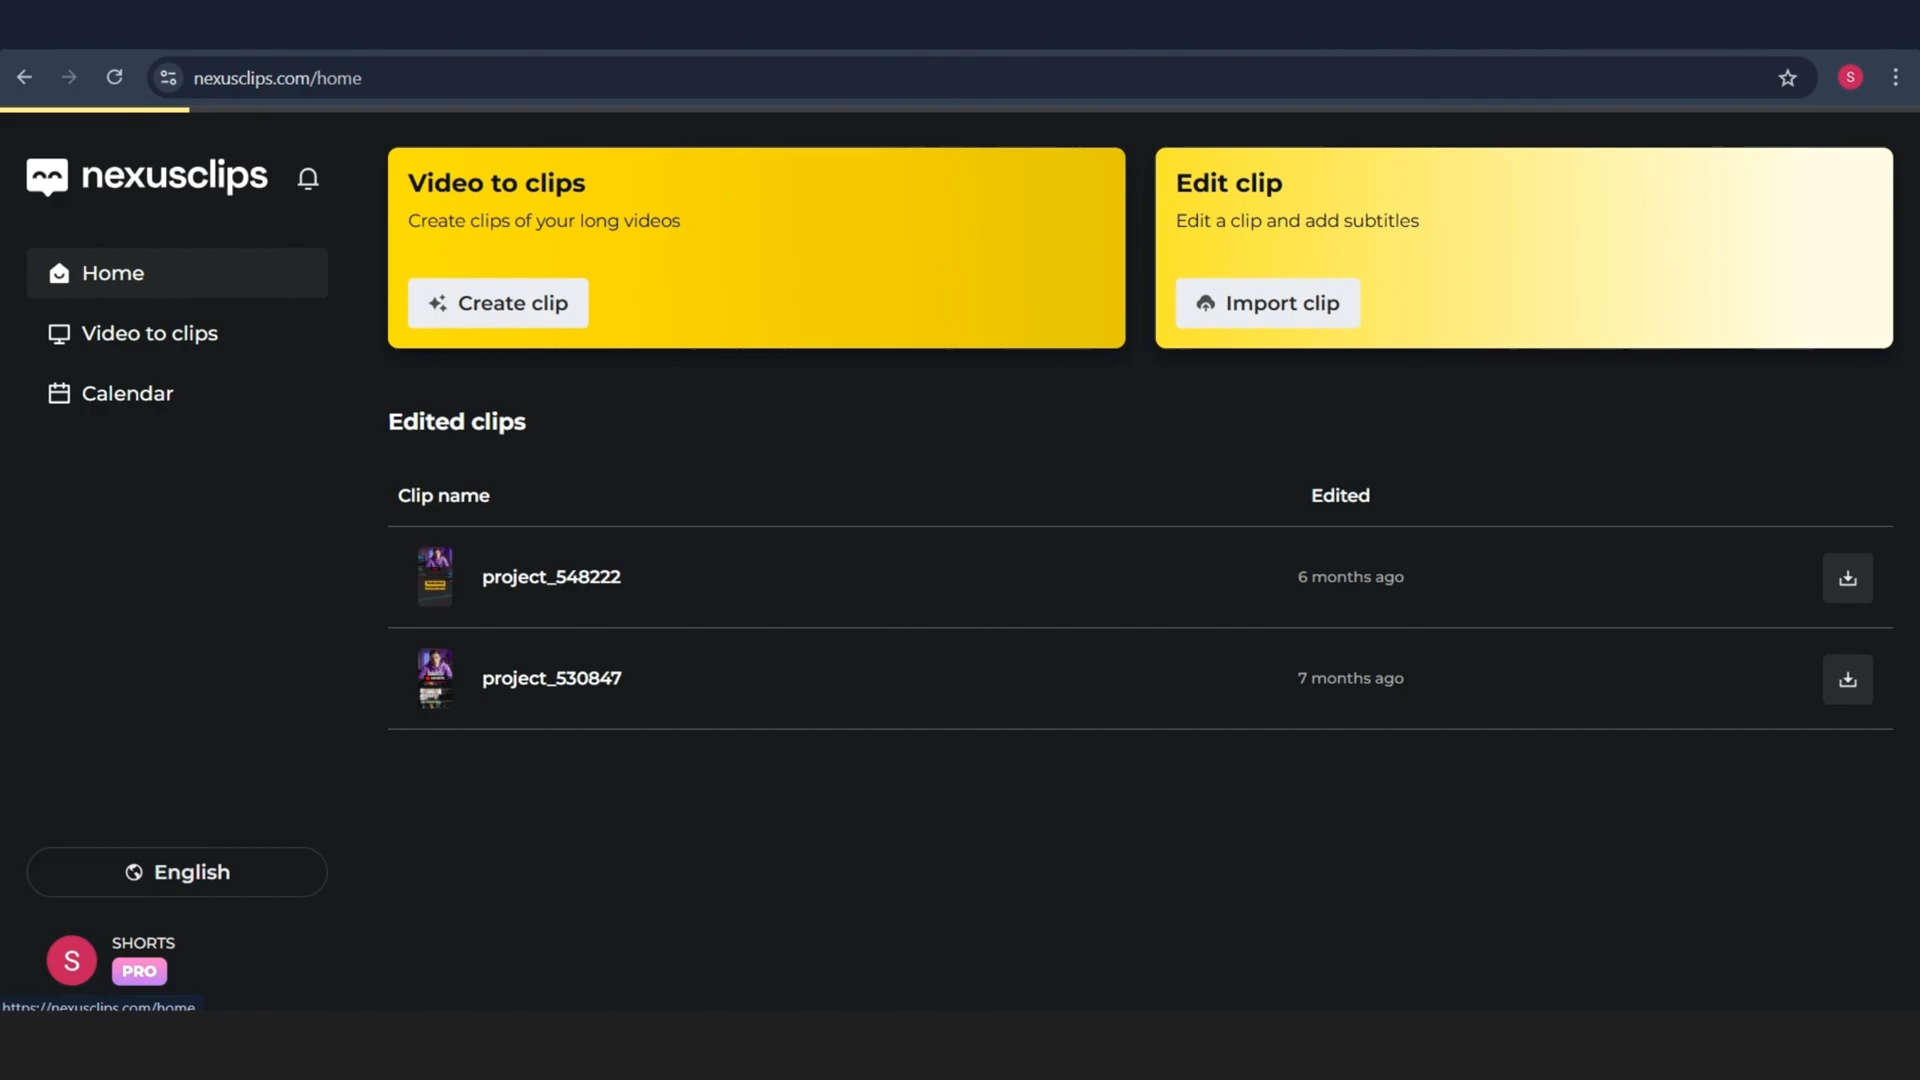 nexusclips.com/home
nexusclips
Home
Video to clips
Calendar
English
S
SHORTS
PRO
https://nexusclips.com/home
S
Video to clips
Create clips of your long videos
Create clip
Edit clip
Edit a clip and add subtitles
Import clip
Edited clips
Clip name Edited
project_548222 6 months ago
project_530847 7 months ago